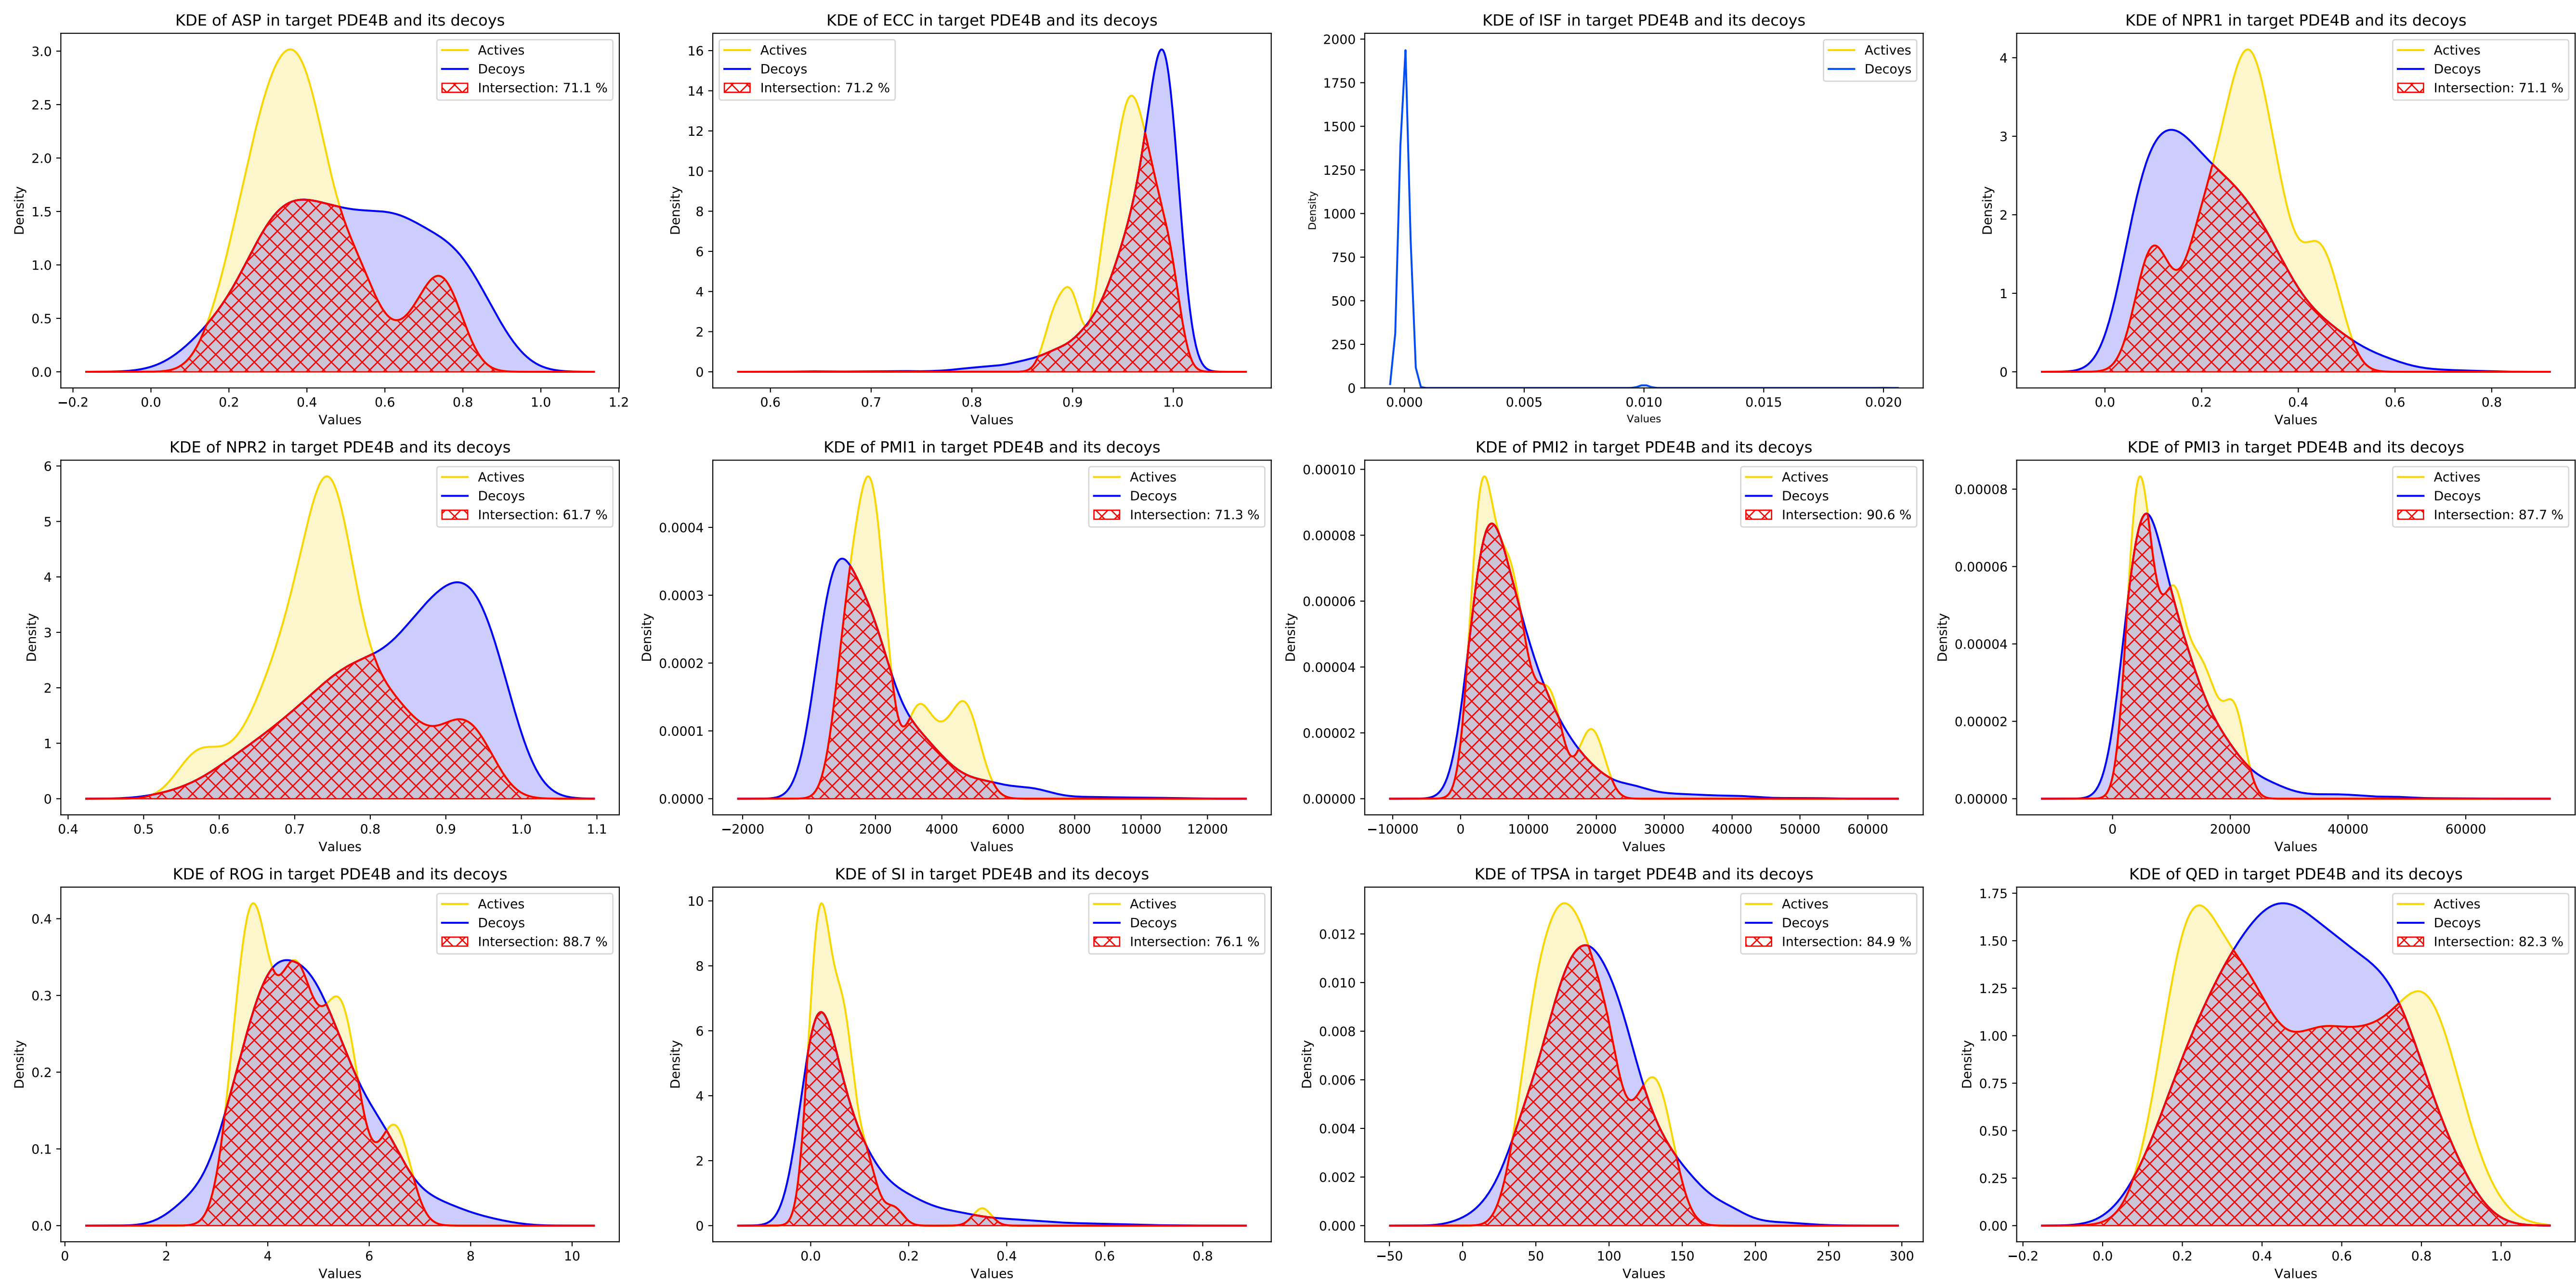 KDE of ASP in target PDE4B and its decoys
Density
3.0
2.5
2.0
1.5
1.0
0.5
0.0
−0.2 0.0 0.2 0.4 0.6 0.8 1.0 1.2
Values
Actives
Decoys
Intersection: 71.1 %
KDE of ECC in target PDE4B and its decoys
Density
16
14
12
10
8
6
4
2
0
0.6 0.7 0.8 0.9 1.0
Values
Actives
Decoys
Intersection: 71.2 %
KDE of ISF in target PDE4B and its decoys
Density
2000
1750
1500
1250
1000
750
500
250
0
0.000 0.005 0.010 0.015 0.020
Values
Actives
Decoys
KDE of NPR1 in target PDE4B and its decoys
Density
4
3
2
1
0
0.0 0.2 0.4 0.6 0.8
Values
Actives
Decoys
Intersection: 71.1 %
KDE of NPR2 in target PDE4B and its decoys
Density
6
5
4
3
2
1
0
0.4 0.5 0.6 0.7 0.8 0.9 1.0 1.1
Values
Actives
Decoys
Intersection: 61.7 %
KDE of PMI1 in target PDE4B and its decoys
Density
0.0004
0.0003
0.0002
0.0001
0.0000
−2000 0 2000 4000 6000 8000 10000 12000
Values
Actives
Decoys
Intersection: 71.3 %
KDE of PMI2 in target PDE4B and its decoys
Density
0.00010
0.00008
0.00006
0.00004
0.00002
0.00000
−10000 0 10000 20000 30000 40000 50000 60000
Values
Actives
Decoys
Intersection: 90.6 %
KDE of PMI3 in target PDE4B and its decoys
Density
0.00008
0.00006
0.00004
0.00002
0.00000
0 20000 40000 60000
Values
Actives
Decoys
Intersection: 87.7 %
KDE of ROG in target PDE4B and its decoys
Density
0.4
0.3
0.2
0.1
0.0
0 2 4 6 8 10
Values
Actives
Decoys
Intersection: 88.7 %
KDE of SI in target PDE4B and its decoys
Density
10
8
6
4
2
0
0.0 0.2 0.4 0.6 0.8
Values
Actives
Decoys
Intersection: 76.1 %
KDE of TPSA in target PDE4B and its decoys
Density
0.012
0.010
0.008
0.006
0.004
0.002
0.000
−50 0 50 100 150 200 250 300
Values
Actives
Decoys
Intersection: 84.9 %
KDE of QED in target PDE4B and its decoys
Density
1.75
1.50
1.25
1.00
0.75
0.50
0.25
0.00
−0.2 0.0 0.2 0.4 0.6 0.8 1.0
Values
Actives
Decoys
Intersection: 82.3 %